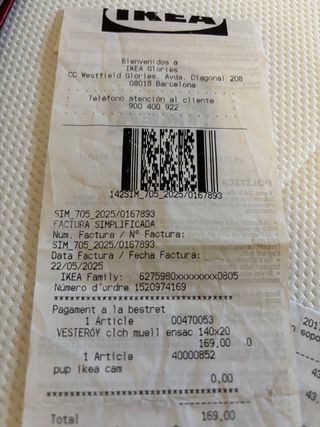 IKEA
Bienvenidos a
IKEA Glories
CC Westfield Glories. Avda. Diagonal 208
08018 Barcelona
Teléfono atención al cliente
900 400 922
142SIM_705_2025/0167893
SIM_705_2025/0167893
FACTURA SIMPLIFICADA
Núm. Factura / Nº Factura:
SIM_705_2025/0167893
Data Factura / Fecha Factura:
22/05/2025
IKEA Family: 6275980xxxxxxxx0805
Número d'ordre 1520974169
****************************************
Pagament a la bestret
1 Article 00470053
VESTEROY clch muell ensac 140x20
169,00 0
1 Article 40000852
pup ikea cam
0,00
****************************************
Total 169,00